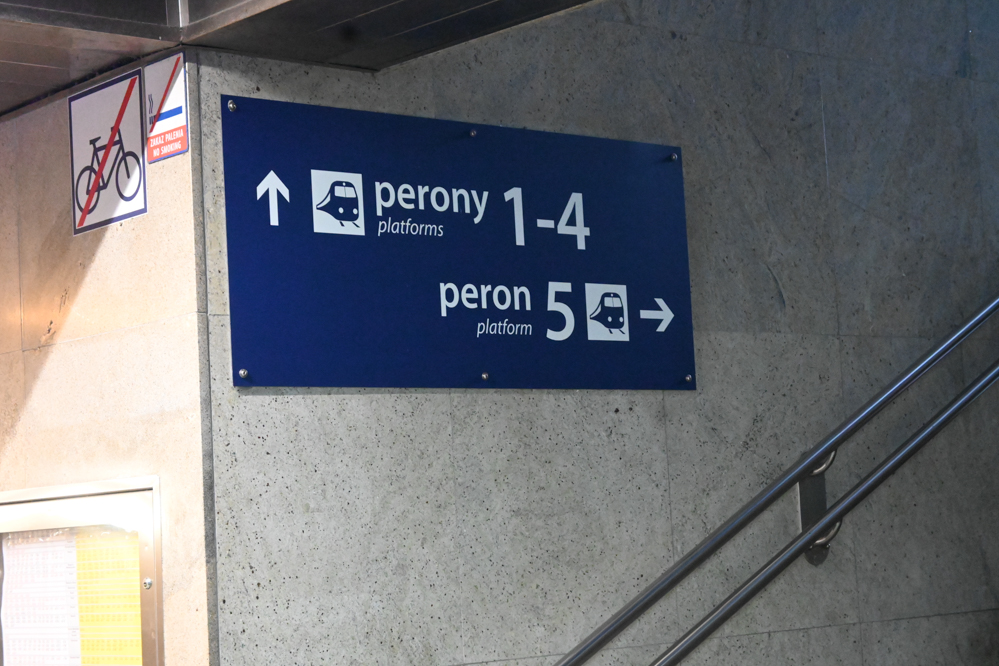 ZAKAZ PALENIA
NO SMOKING
perony 1-4
platforms
peron 5
platform